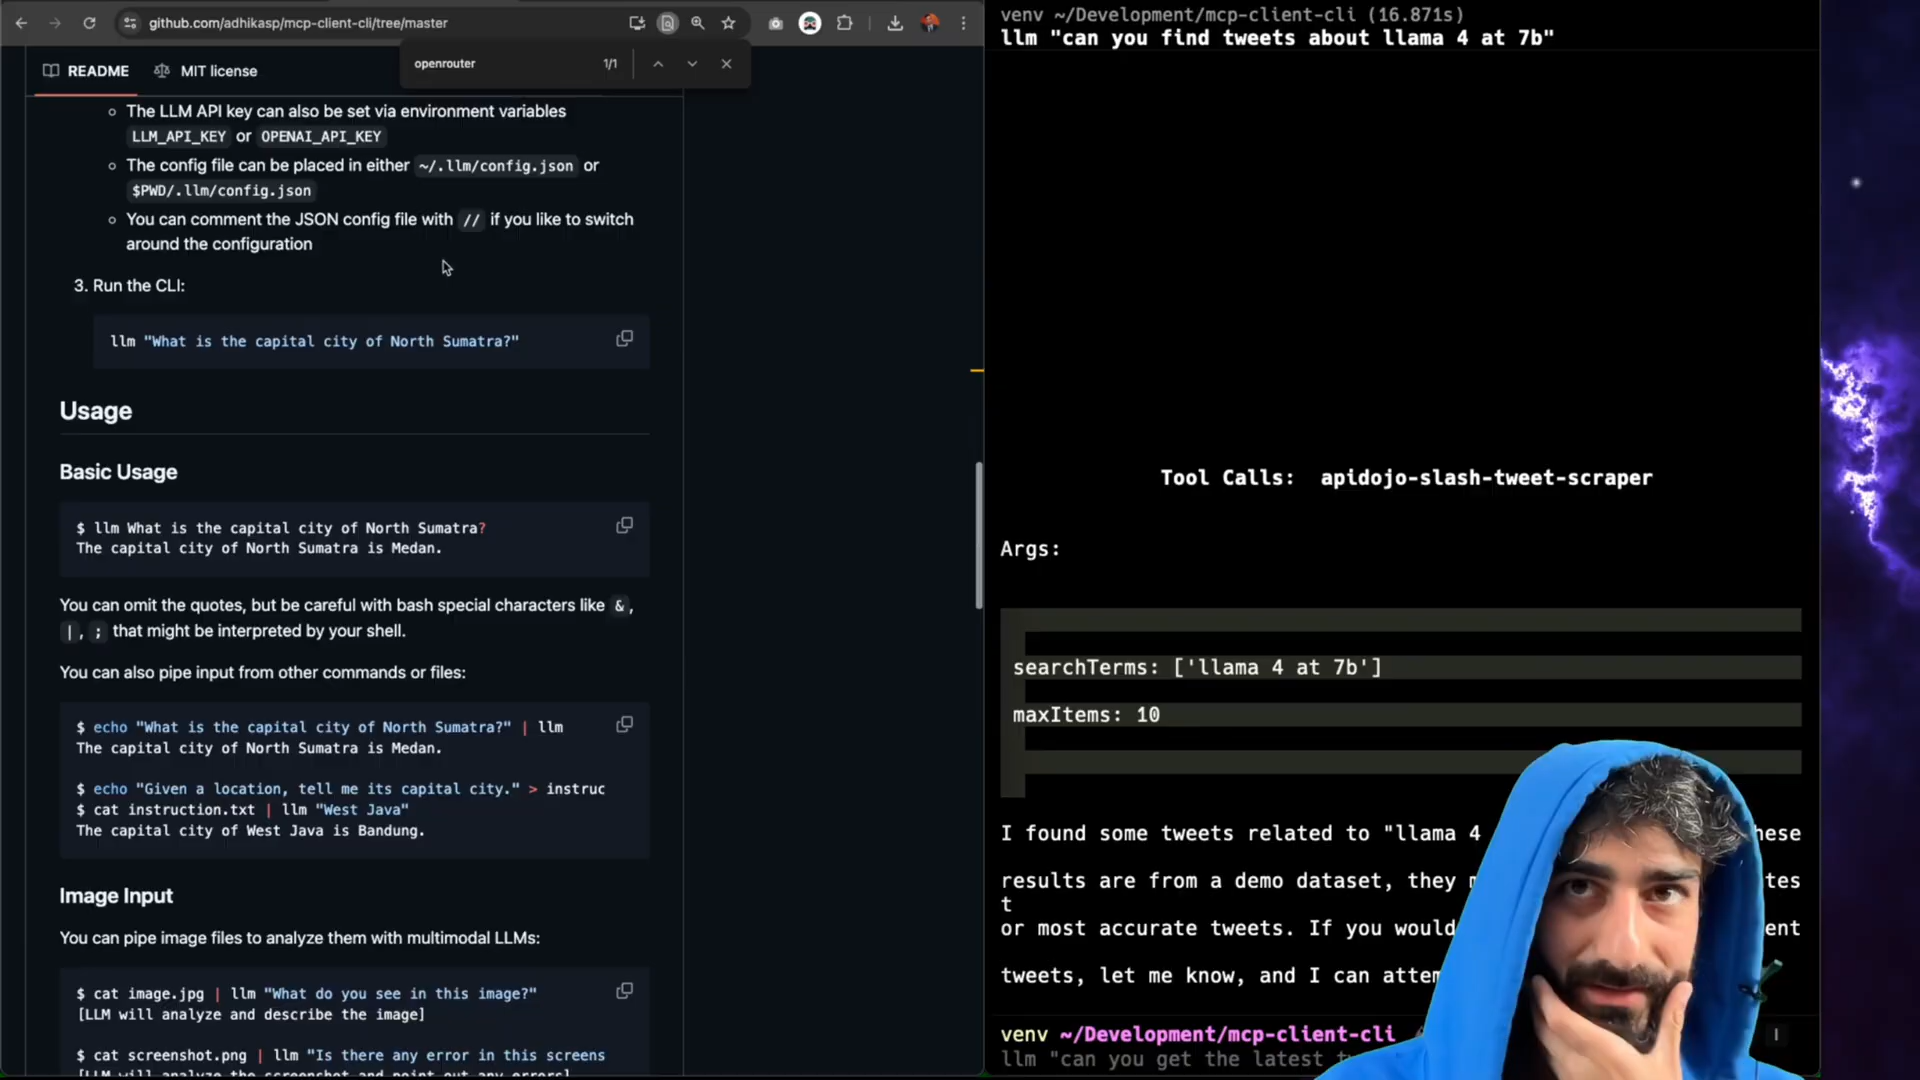 github.com/adhikasp/mcp-client-cli/tree/master
openrouter
1/1
README
MIT license
The LLM API key can also be set via environment variables
LLM_API_KEY or OPENAI_API_KEY
The config file can be placed in either ~/.llm/config.json or
$PWD/.llm/config.json
You can comment the JSON config file with // if you like to switch
around the configuration
3. Run the CLI:
llm "What is the capital city of North Sumatra?"
Usage
Basic Usage
$ llm What is the capital city of North Sumatra?
The capital city of North Sumatra is Medan.
You can omit the quotes, but be careful with bash special characters like &,
|, ; that might be interpreted by your shell.
You can also pipe input from other commands or files:
$ echo "What is the capital city of North Sumatra?" | llm
The capital city of North Sumatra is Medan.
$ echo "Given a location, tell me its capital city." > instruc
$ cat instruction.txt | llm "West Java"
The capital city of West Java is Bandung.
Image Input
You can pipe image files to analyze them with multimodal LLMs:
$ cat image.jpg | llm "What do you see in this image?"
[LLM will analyze and describe the image]
$ cat screenshot.png | llm "Is there any error in this screens
[LLM will analyze the screenshot and point out any errors]
venv ~/Development/mcp-client-cli (16.871s)
llm "can you find tweets about llama 4 at 7b"
Tool Calls: apidojo-slash-tweet-scraper
Args:
searchTerms: ['llama 4 at 7b']
maxItems: 10
I found some tweets related to "llama 4
results are from a demo dataset, they
t
or most accurate tweets. If you would
tweets, let me know, and I can
venv ~/Development/mcp-client-cli
llm "can you get the latest